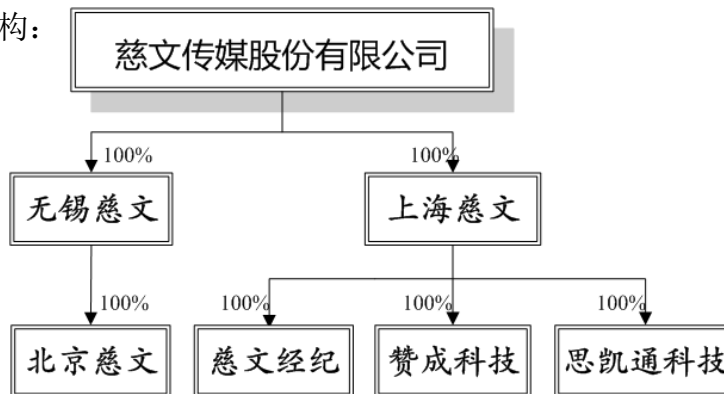 构：
慈文传媒股份有限公司
100% 100%
无锡慈文 上海慈文
100% 100% 100% 100%
北京慈文 慈文经纪 赞成科技 思凯通科技